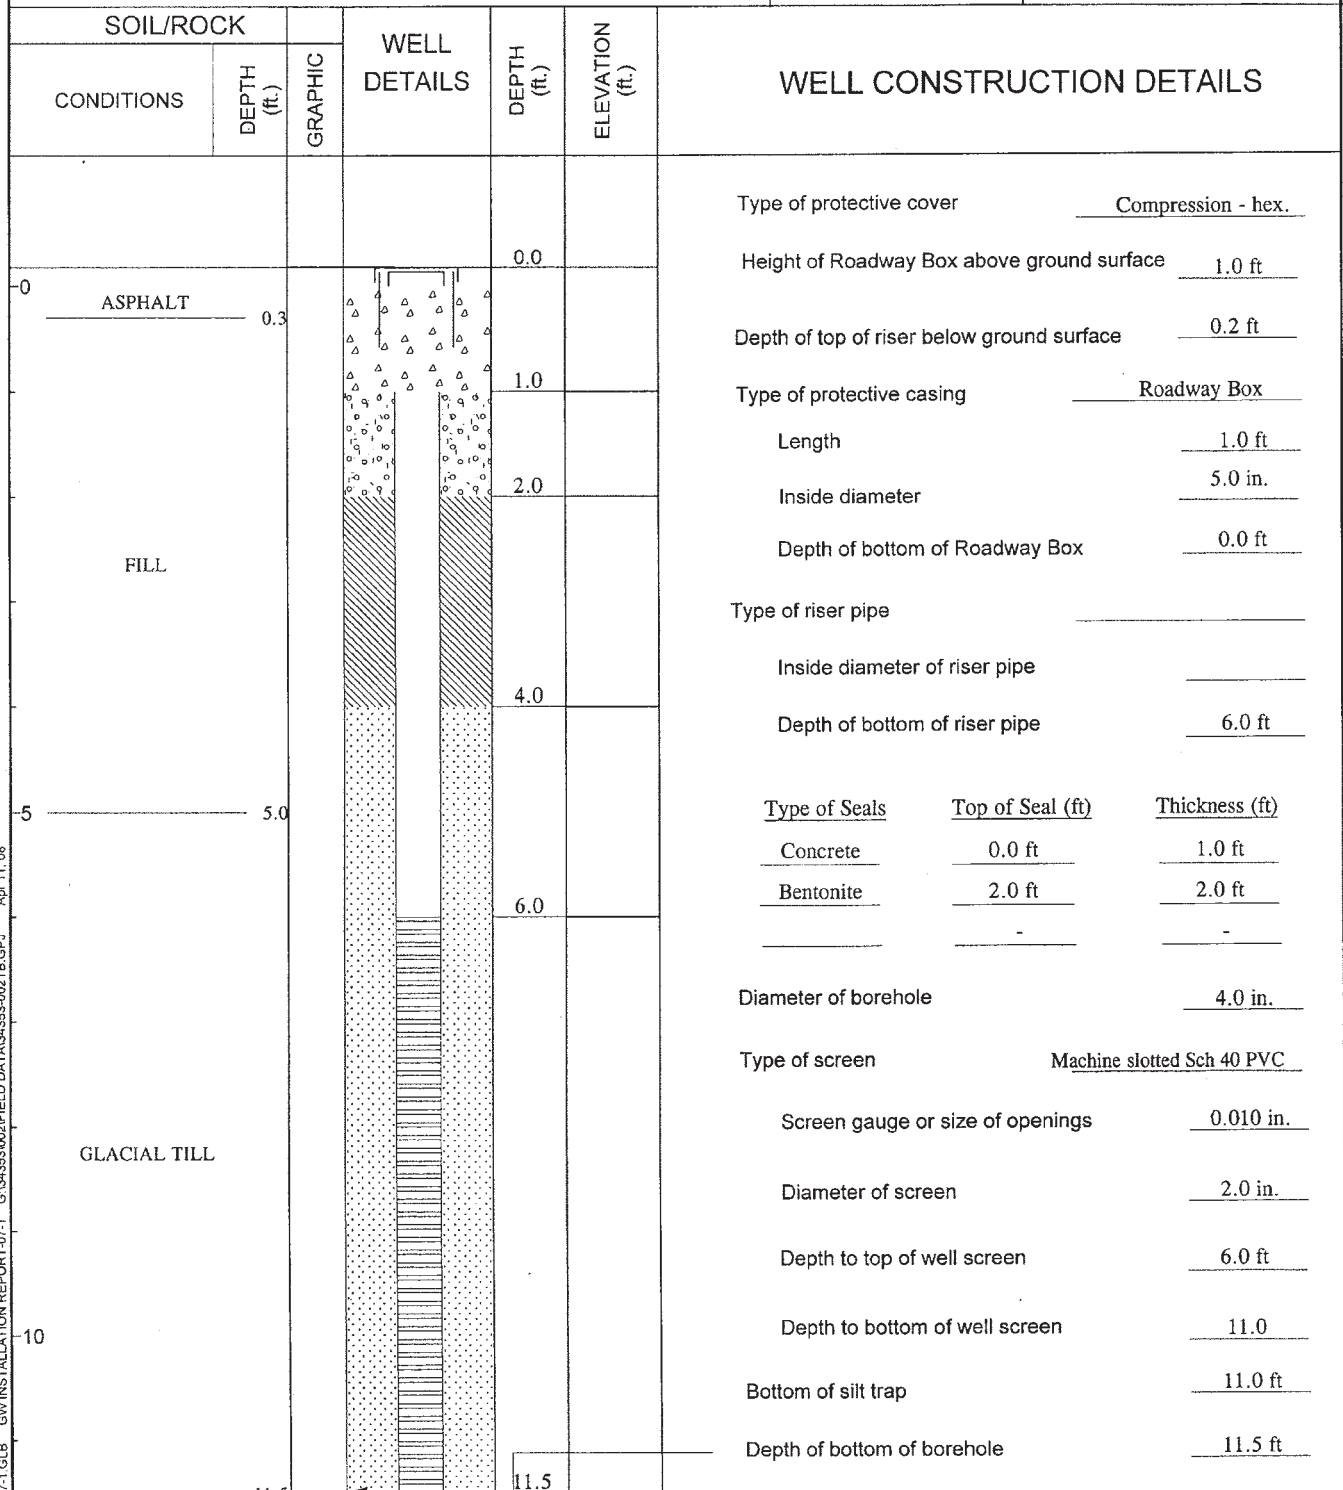 SOIL/ROCK
CONDITIONS
DEPTH (ft.)
GRAPHIC
WELL DETAILS
DEPTH (ft.)
ELEVATION (ft.)
WELL CONSTRUCTION DETAILS
0
ASPHALT
0.3
FILL
5
5.0
GLACIAL TILL
10
0.0
1.0
2.0
4.0
6.0
11.5
Type of protective cover Compression - hex.
Height of Roadway Box above ground surface 1.0 ft
Depth of top of riser below ground surface 0.2 ft
Type of protective casing Roadway Box
Length 1.0 ft
Inside diameter 5.0 in.
Depth of bottom of Roadway Box 0.0 ft
Type of riser pipe
Inside diameter of riser pipe
Depth of bottom of riser pipe 6.0 ft
Type of Seals Top of Seal (ft) Thickness (ft)
Concrete 0.0 ft 1.0 ft
Bentonite 2.0 ft 2.0 ft
- -
Diameter of borehole 4.0 in.
Type of screen Machine slotted Sch 40 PVC
Screen gauge or size of openings 0.010 in.
Diameter of screen 2.0 in.
Depth to top of well screen 6.0 ft
Depth to bottom of well screen 11.0
Bottom of silt trap 11.0 ft
Depth of bottom of borehole 11.5 ft
GW INSTALLATION REPORT-07-1